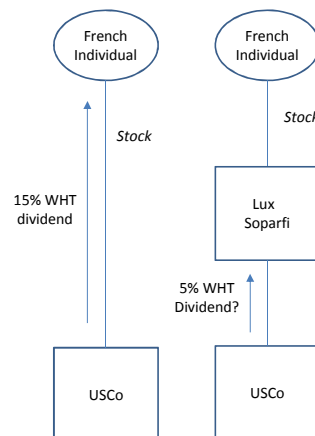 French
Individual
Stock
15% WHT
dividend
USCo
French
Individual
Stock
Lux
Soparfi
5% WHT
Dividend?
USCo